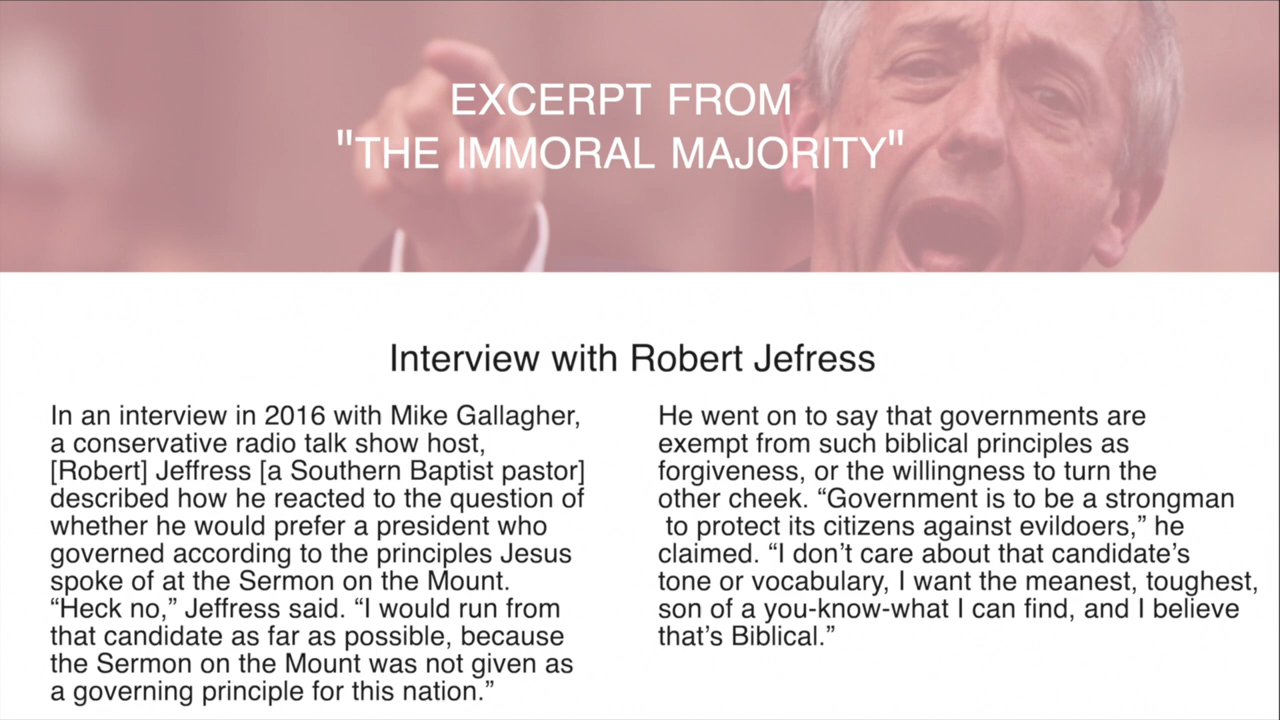 EXCERPT FROM
"THE IMMORAL MAJORITY"
Interview with Robert Jefress
In an interview in 2016 with Mike Gallagher,
a conservative radio talk show host,
[Robert] Jeffress [a Southern Baptist pastor]
described how he reacted to the question of
whether he would prefer a president who
governed according to the principles Jesus
spoke of at the Sermon on the Mount.
“Heck no,” Jeffress said. “I would run from
that candidate as far as possible, because
the Sermon on the Mount was not given as
a governing principle for this nation.”
He went on to say that governments are
exempt from such biblical principles as
forgiveness, or the willingness to turn the
other cheek. “Government is to be a strongman
to protect its citizens against evildoers,” he
claimed. “I don’t care about that candidate’s
tone or vocabulary, I want the meanest, toughest,
son of a you-know-what I can find, and I believe
that’s Biblical.”